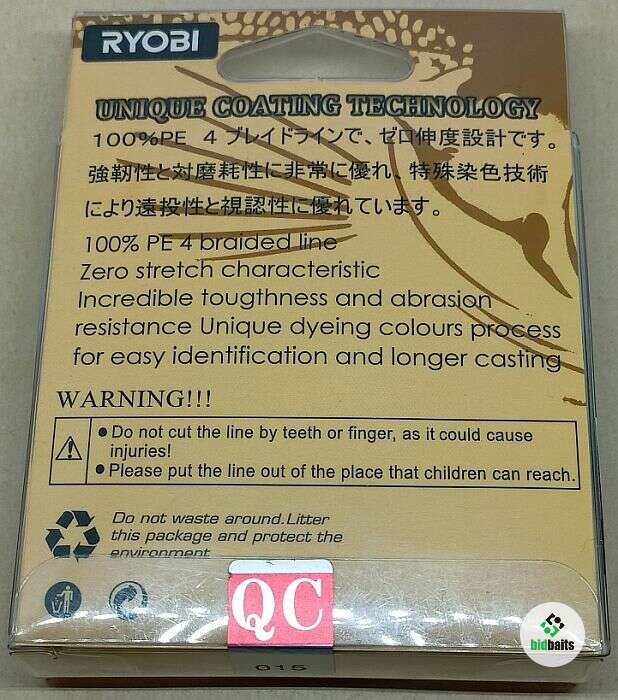 RYOBI
UNIQUE COATING TECHNOLOGY
100%PE 4 ブレイドラインで、ゼロ伸度設計です。
強靭性と対磨耗性に非常に優れ、特殊染色技術
により遠投性と視認性に優れています。
100% PE 4 braided line
Zero stretch characteristic
Incredible tougthness and abrasion
resistance Unique dyeing colours process
for easy identification and longer casting
WARNING!!!
● Do not cut the line by teeth or finger, as it could cause
injuries!
● Please put the line out of the place that children can reach.
Do not waste around.Litter
this package and protect the
environment
QC
015
bidbaits